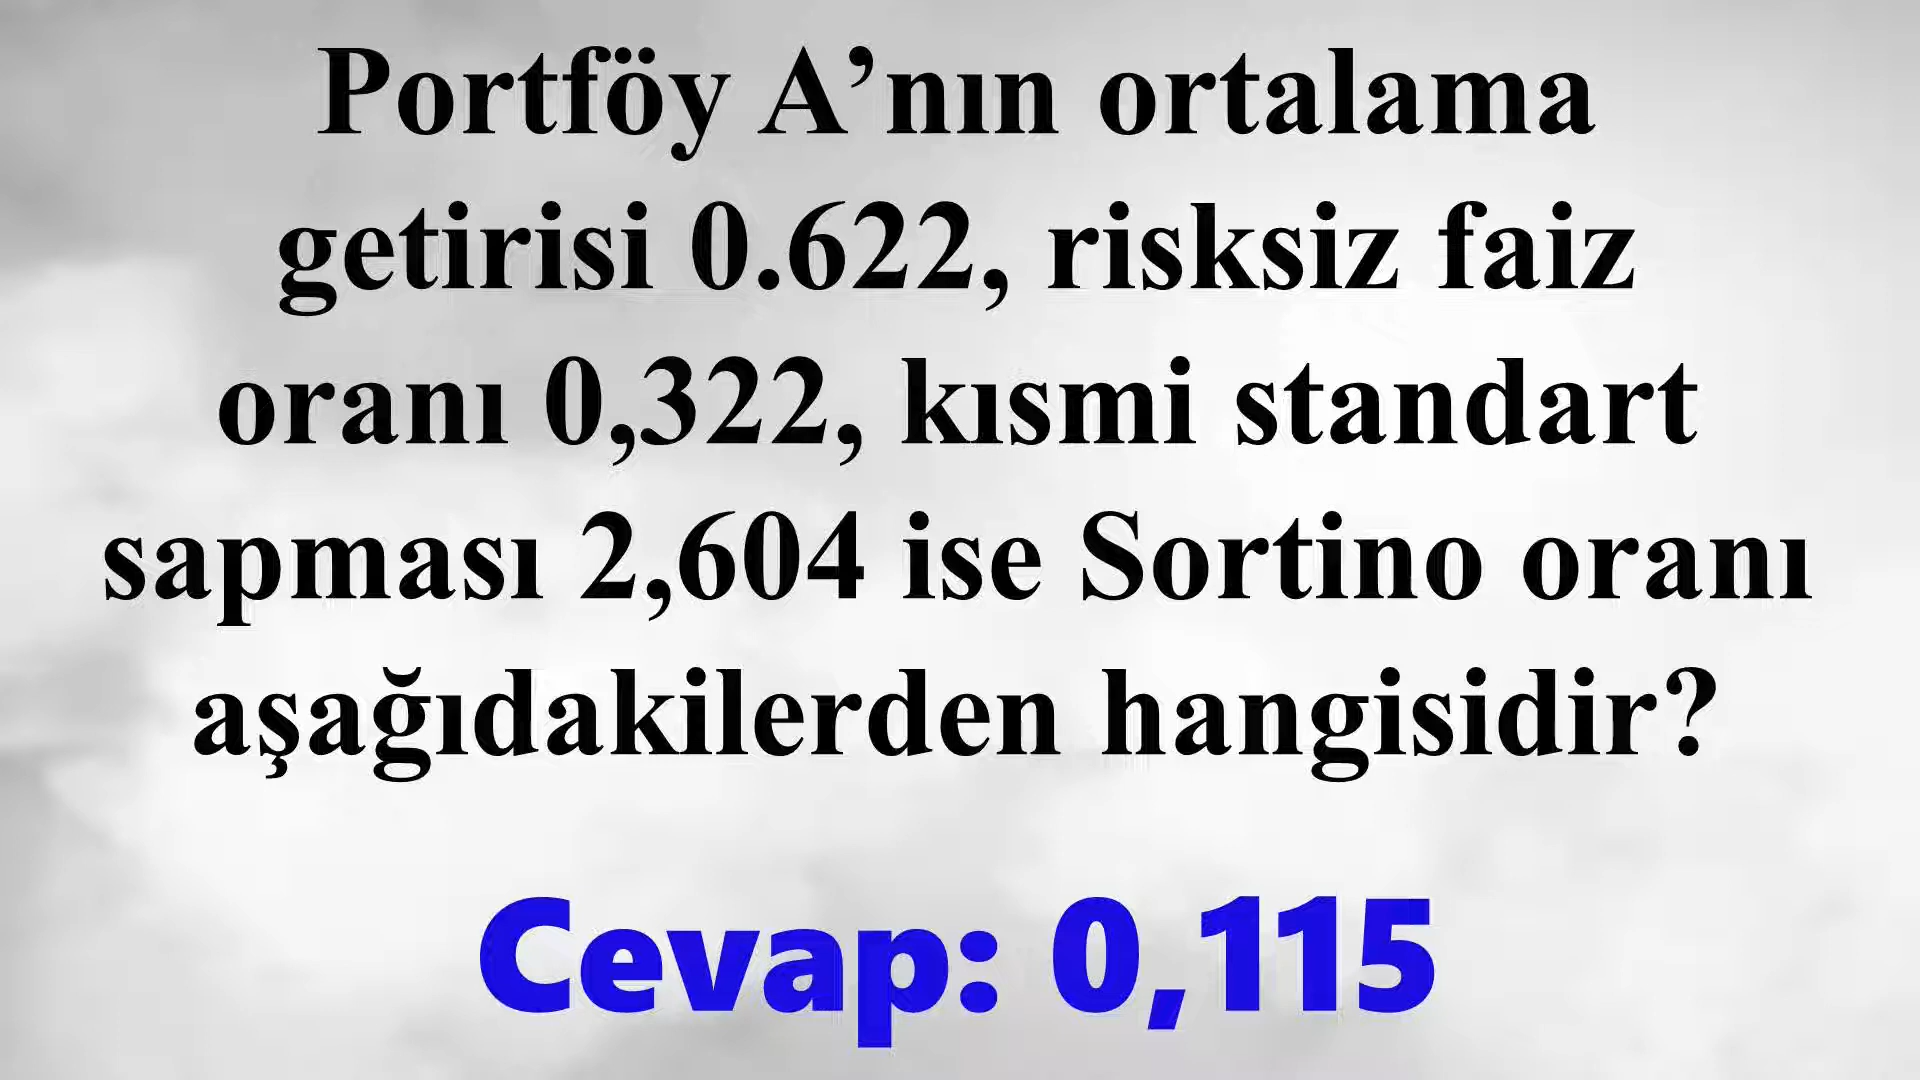 Portföy A’nın ortalama
getirisi 0.622, risksiz faiz
oranı 0,322, kısmi standart
sapması 2,604 ise Sortino oranı
aşağıdakilerden hangisidir?
Cevap: 0,115